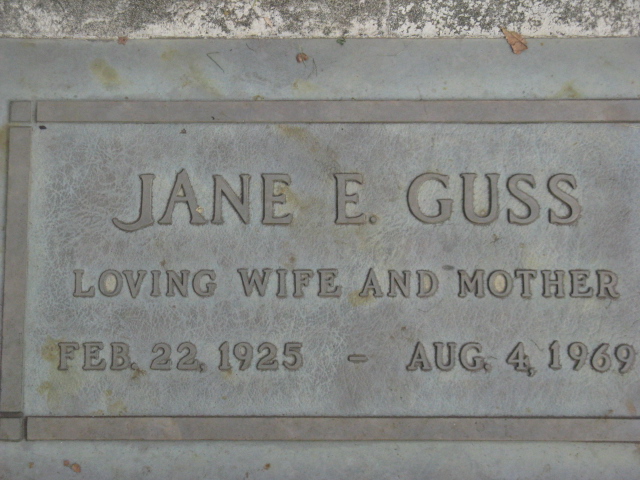 JANE E. GUSS
LOVING WIFE AND MOTHER
FEB. 22, 1925 - AUG. 4, 1969